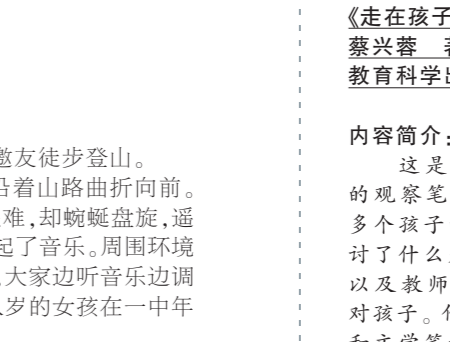 邀友徒步登山。
沿着山路曲折向前。
难,却蜿蜒盘旋,遥
起了音乐。周围环境
大家边听音乐边调
岁的女孩在一中年
《走在孩子
蔡兴蓉 著
教育科学出
内容简介:
这是
的观察笔
多个孩子
讨了什么
以及教师
对孩子。